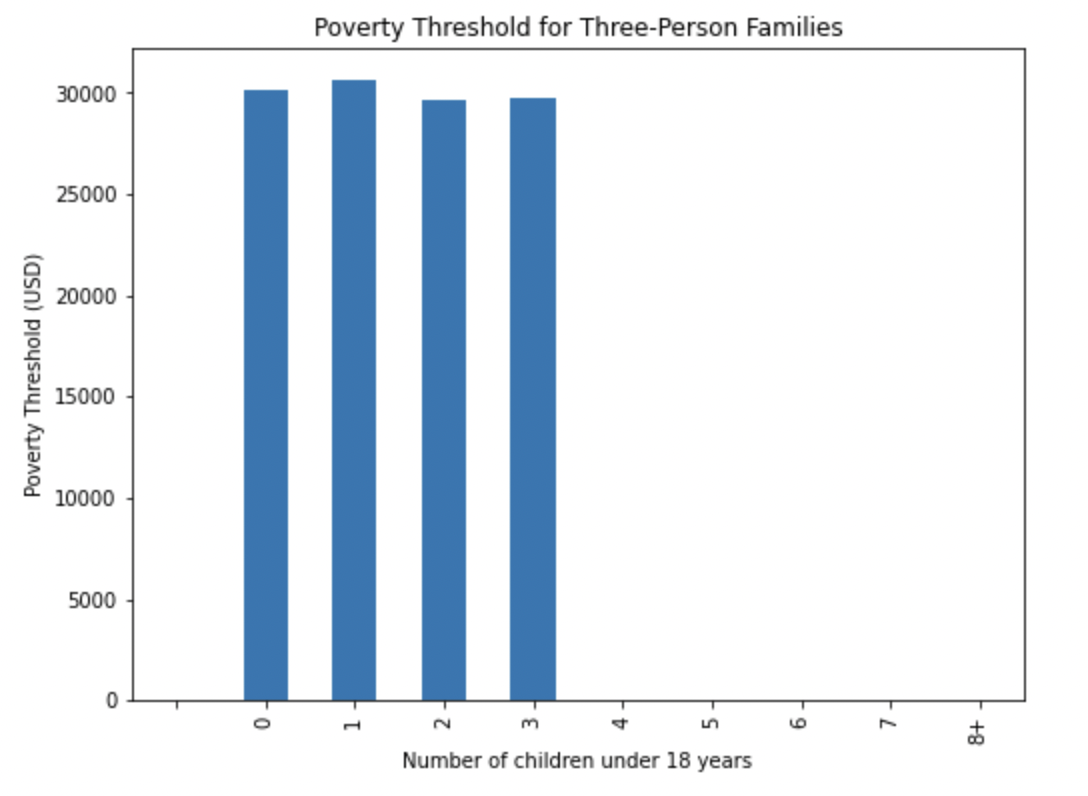 Poverty Threshold for Three-Person Families
Poverty Threshold (USD)
30000
25000
20000
15000
10000
5000
0
0 1 2 3 4 5 6 7 8+
Number of children under 18 years